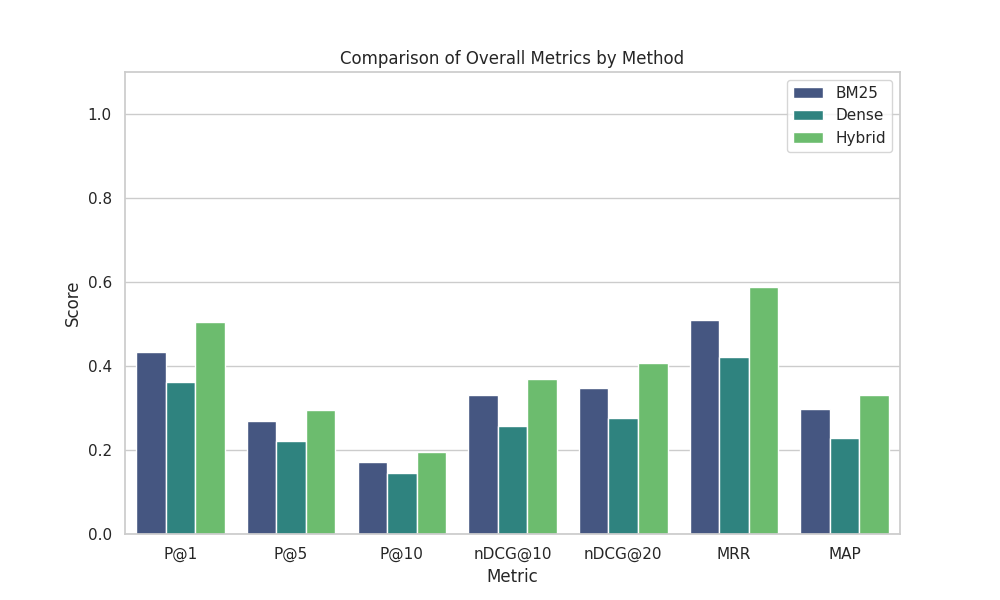 Comparison of Overall Metrics by Method
BM25
Dense
Hybrid
1.0
0.8
0.6
0.4
0.2
0.0
Score
P@1 P@5 P@10 nDCG@10 nDCG@20 MRR MAP
Metric